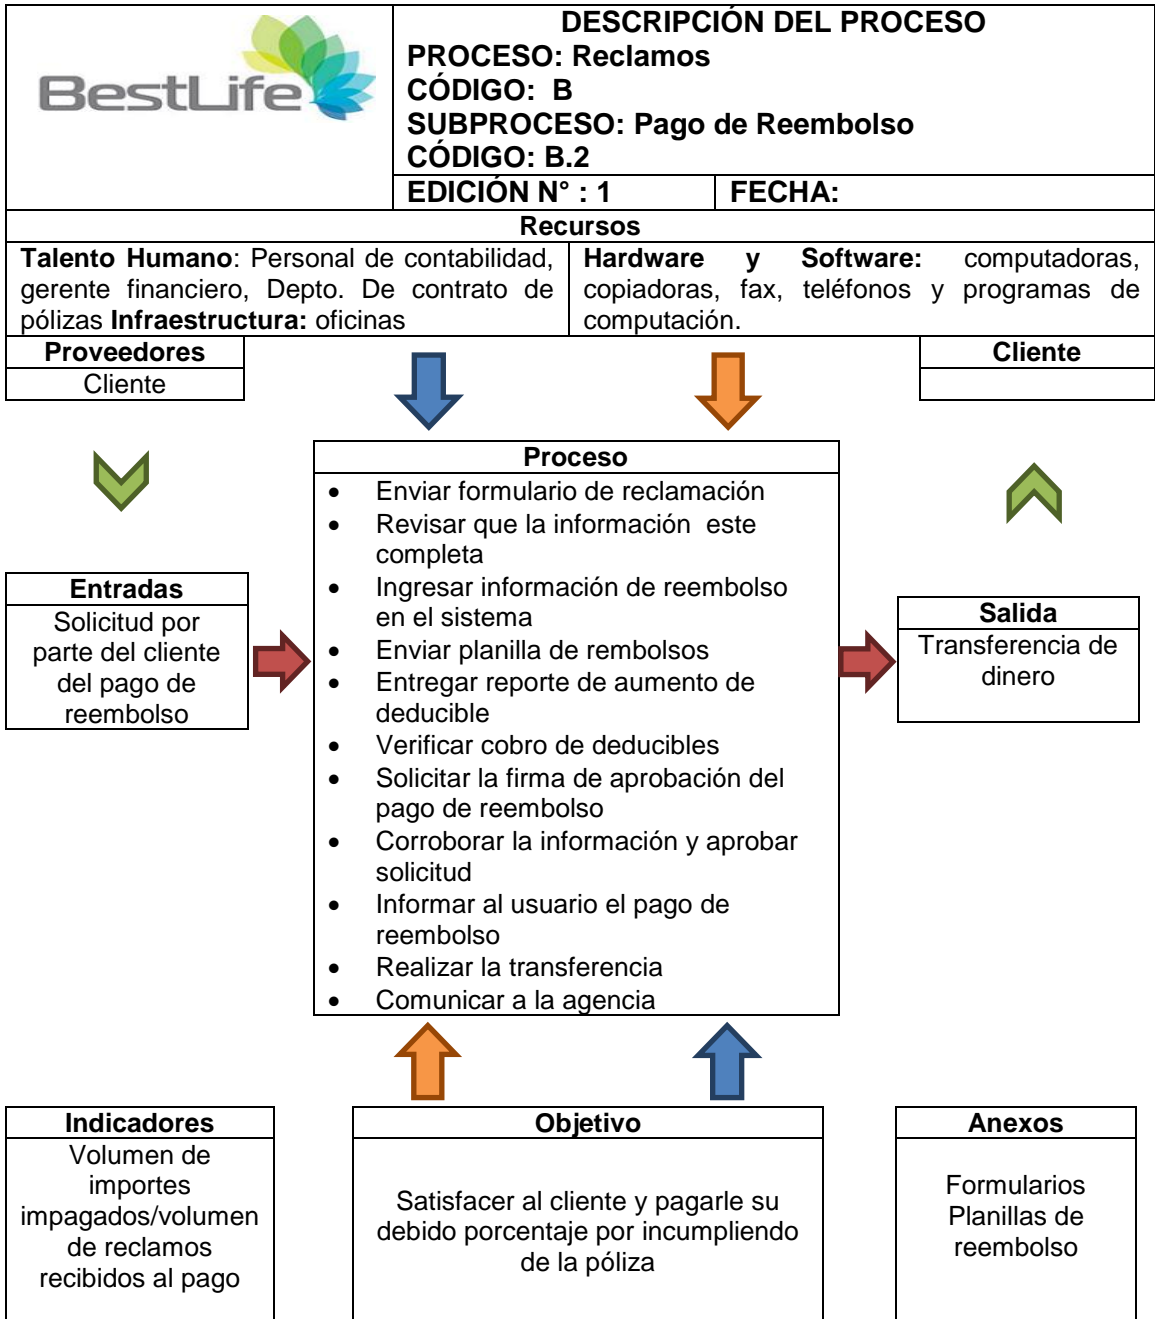 BestLife
DESCRIPCIÓN DEL PROCESO
PROCESO: Reclamos
CÓDIGO: B
SUBPROCESO: Pago de Reembolso
CÓDIGO: B.2
EDICIÓN N° : 1
FECHA:
Recursos
Talento Humano: Personal de contabilidad,
gerente financiero, Depto. De contrato de
pólizas Infraestructura: oficinas
Hardware y Software: computadoras,
copiadoras, fax, teléfonos y programas de
computación.
Proveedores
Cliente
Cliente
Proceso
• Enviar formulario de reclamación
• Revisar que la información este
completa
• Ingresar información de reembolso
en el sistema
• Enviar planilla de rembolsos
• Entregar reporte de aumento de
deducible
• Verificar cobro de deducibles
• Solicitar la firma de aprobación del
pago de reembolso
• Corroborar la información y aprobar
solicitud
• Informar al usuario el pago de
reembolso
• Realizar la transferencia
• Comunicar a la agencia
Entradas
Solicitud por
parte del cliente
del pago de
reembolso
Salida
Transferencia de
dinero
Indicadores
Volumen de
importes
impagados/volumen
de reclamos
recibidos al pago
Objetivo
Satisfacer al cliente y pagarle su
debido porcentaje por incumpliendo
de la póliza
Anexos
Formularios
Planillas de
reembolso